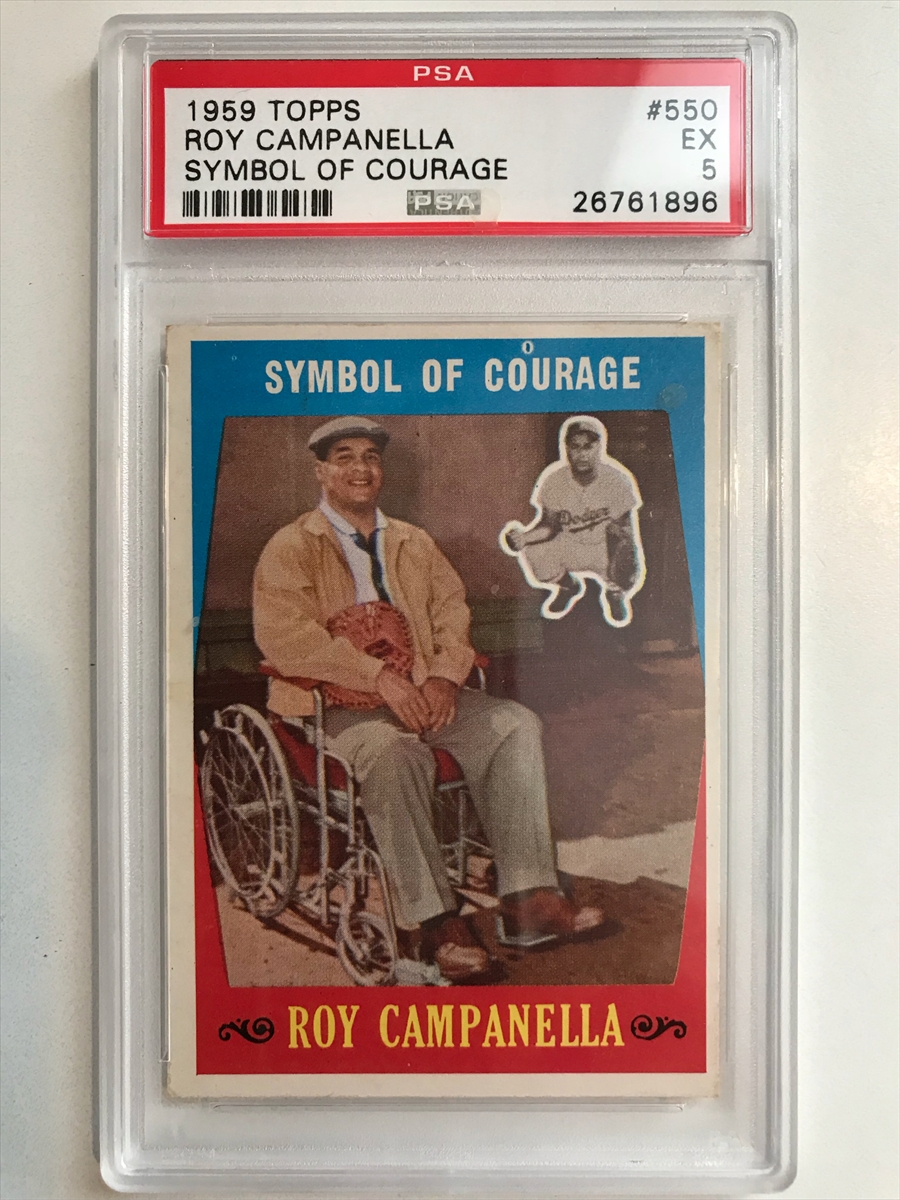 PSA
1959 TOPPS #550
ROY CAMPANELLA EX
SYMBOL OF COURAGE 5
PSA 26761896
SYMBOL OF COURAGE
Dodgers
ROY CAMPANELLA